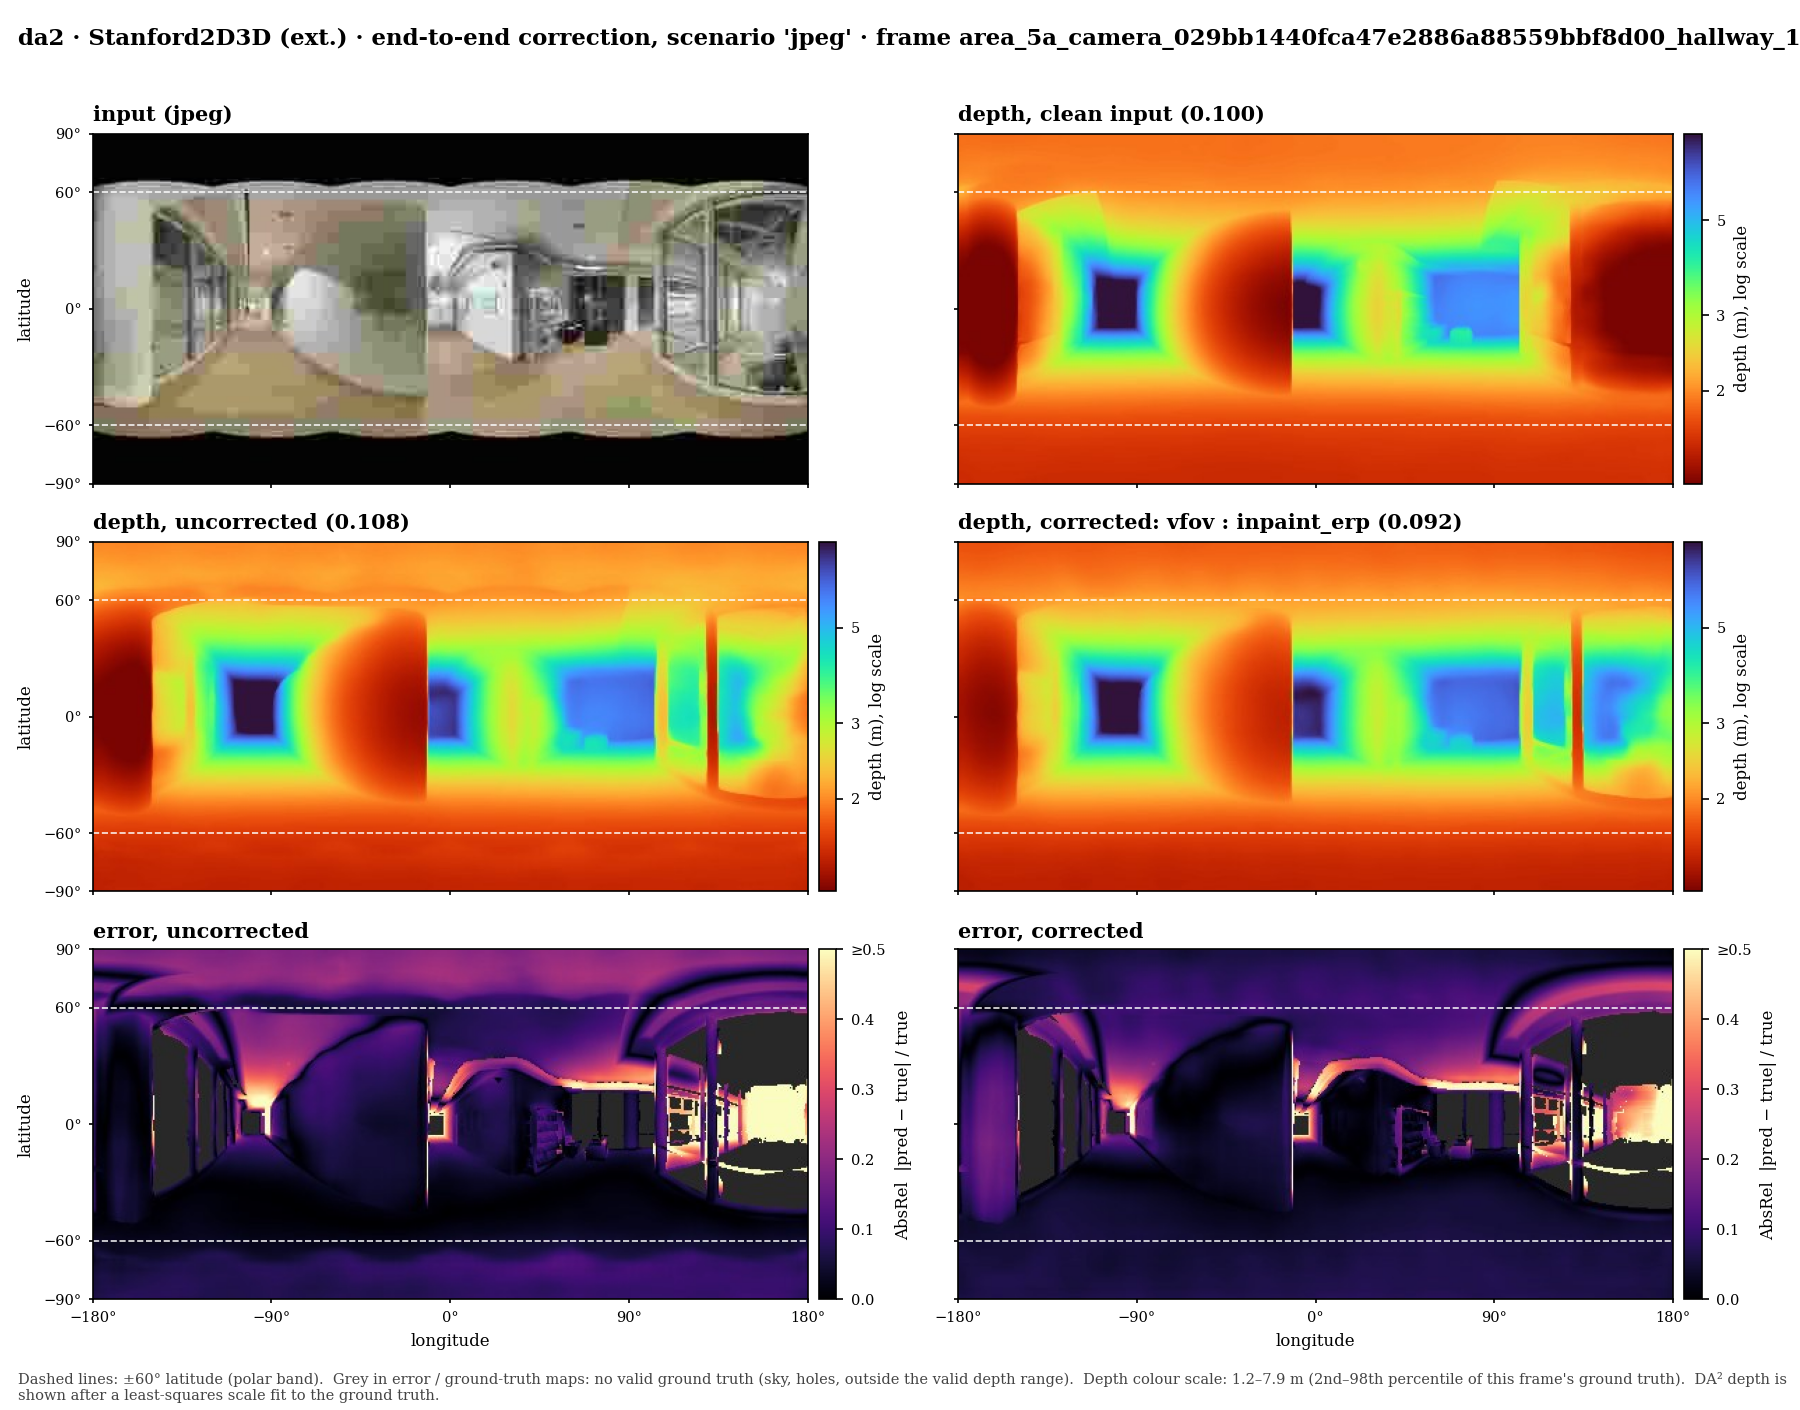 da2 · Stanford2D3D (ext.) · end-to-end correction, scenario 'jpeg' · frame area_5a_camera_029bb1440fca47e2886a88559bbf8d00_hallway_1
input (jpeg)
depth, clean input (0.100)
90°
60°
0°
−60°
−90°
latitude
5
3
2
depth (m), log scale
depth, uncorrected (0.108)
depth, corrected: vfov : inpaint_erp (0.092)
90°
60°
0°
−60°
−90°
latitude
5
3
2
depth (m), log scale
5
3
2
depth (m), log scale
error, uncorrected
error, corrected
90°
60°
0°
−60°
−90°
latitude
−180°
−90°
0°
90°
180°
longitude
≥0.5
0.4
0.3
0.2
0.1
0.0
AbsRel |pred − true| / true
−180°
−90°
0°
90°
180°
longitude
≥0.5
0.4
0.3
0.2
0.1
0.0
AbsRel |pred − true| / true
Dashed lines: ±60° latitude (polar band). Grey in error / ground-truth maps: no valid ground truth (sky, holes, outside the valid depth range). Depth colour scale: 1.2–7.9 m (2nd–98th percentile of this frame's ground truth). DA² depth is
shown after a least-squares scale fit to the ground truth.